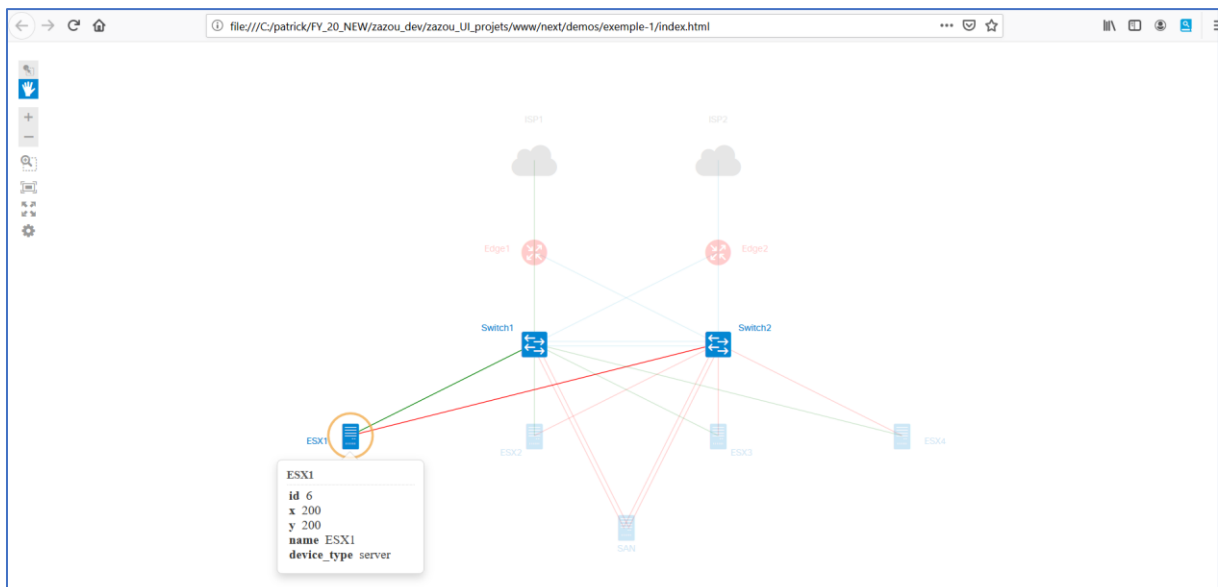 file:///C:/patrick/FY_20_NEW/zazou_dev/zazou_UI_projets/www/next/demos/exemple-1/index.html
ISP1 ISP2
Edge1 Edge2
Switch1 Switch2
ESX1 ESX2 ESX3 ESX4
ESX1
id 6
x 200
y 200
name ESX1
device_type server
SAN